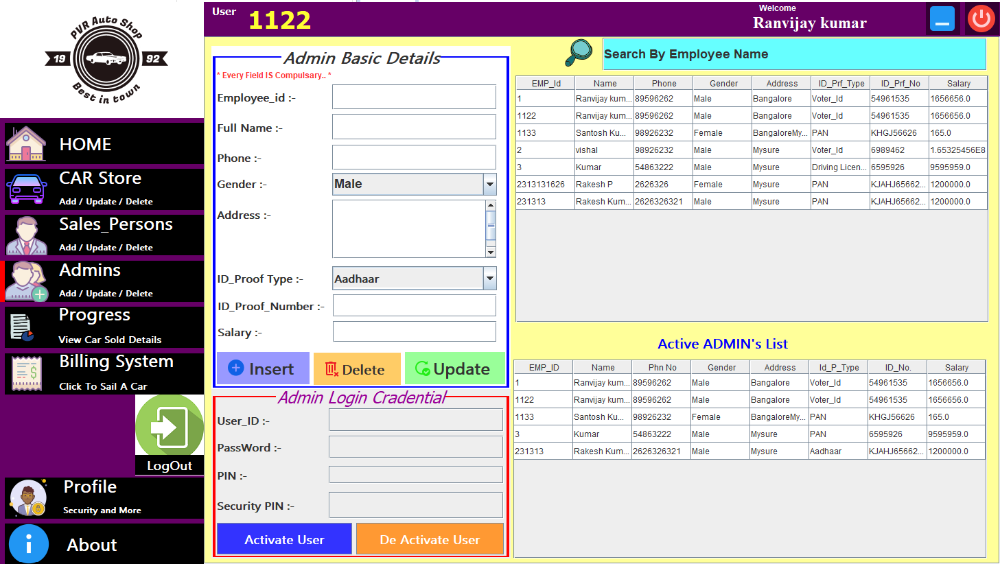 PVR Auto Shop
19 92
Best in town
HOME
CAR Store
Add / Update / Delete
Sales_Persons
Add / Update / Delete
Admins
Add / Update / Delete
Progress
View Car Sold Details
Billing System
Click To Sail A Car
LogOut
Profile
Security and More
About
User 1122
Welcome
Ranvijay kumar
Admin Basic Details
* Every Field IS Compulsary.. *
Employee_id :-
Full Name :-
Phone :-
Gender :- Male
Address :-
ID_Proof Type :- Aadhaar
ID_Proof_Number :-
Salary :-
Insert Delete Update
Admin Login Cradential
User_ID :-
PassWord :-
PIN :-
Security PIN :-
Activate User De Activate User
Search By Employee Name
EMP_Id Name Phone Gender Address ID_Prf_Type ID_Prf_No Salary
1 Ranvijay kum... 89596262 Male Bangalore Voter_Id 54961535 1656656.0
1122 Ranvijay kum... 89596262 Male Bangalore Voter_Id 54961535 1656656.0
1133 Santosh Ku... 98926232 Female BangaloreMy... PAN KHGJ56626 165.0
2 vishal 98926232 Male Mysure Voter_Id 6989462 1.65325456E8
3 Kumar 54863222 Male Mysure Driving Licen... 6595926 9595959.0
2313131626 Rakesh P 2626326 Female Mysure PAN KJAHJ65662... 1200000.0
231313 Rakesh Kum... 2626326321 Male Mysure PAN KJAHJ65662... 1200000.0
Active ADMIN's List
EMP_ID Name Phn No Gender Address Id_P_Type ID_No. Salary
1 Ranvijay kum... 89596262 Male Bangalore Voter_Id 54961535 1656656.0
1122 Ranvijay kum... 89596262 Male Bangalore Voter_Id 54961535 1656656.0
1133 Santosh Ku... 98926232 Female BangaloreMy... PAN KHGJ56626 165.0
3 Kumar 54863222 Male Mysure PAN 6595926 9595959.0
231313 Rakesh Kum... 2626326321 Male Mysure Aadhaar KJAHJ65662... 1200000.0